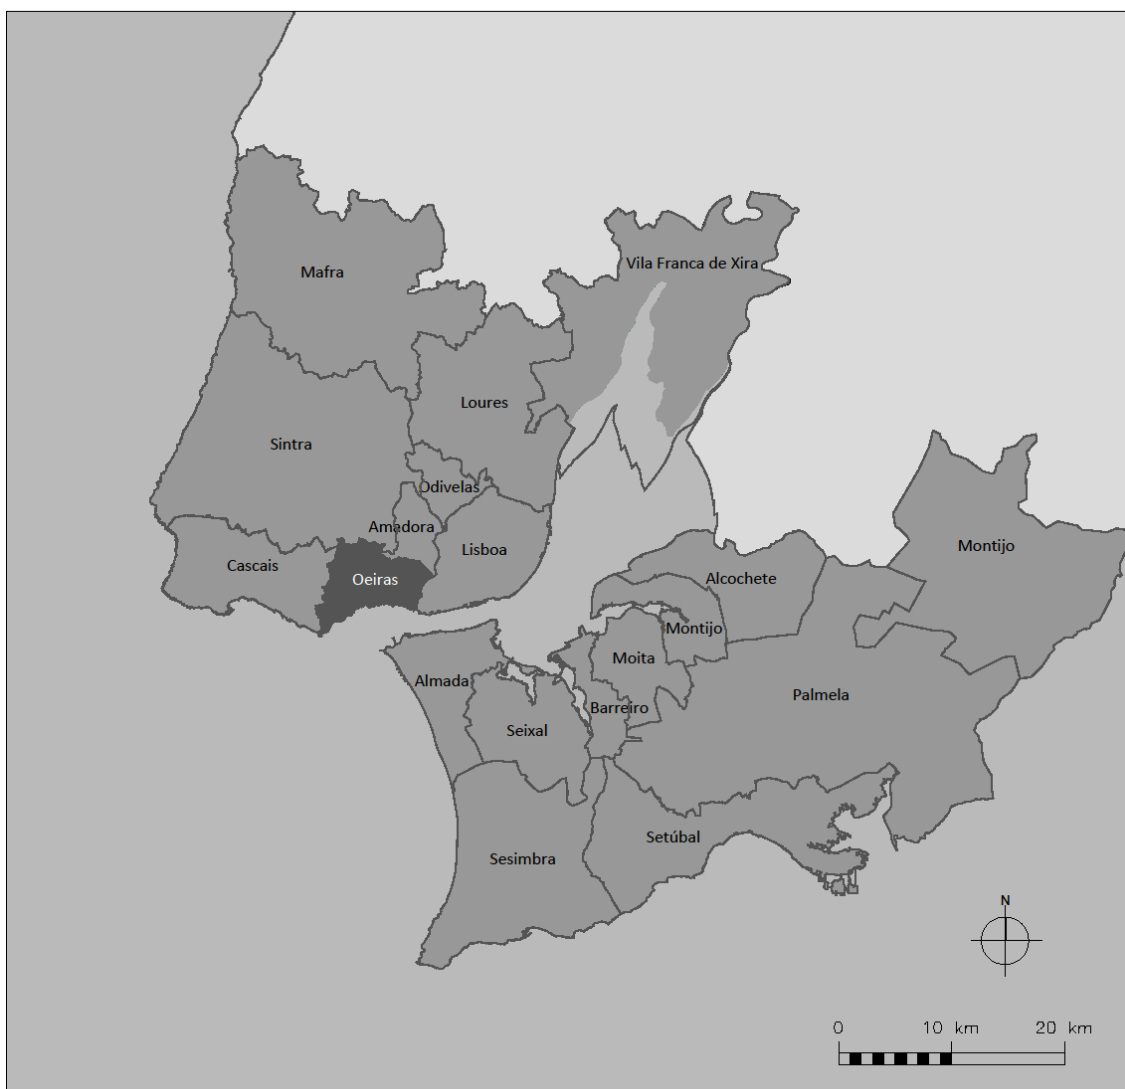 Mafra
Vila Franca de Xira
Loures
Sintra
Odivelas
Amadora
Lisboa
Montijo
Cascais
Oeiras
Alcochete
Montijo
Moita
Almada
Palmela
Barreiro
Seixal
Setúbal
Sesimbra
N
0 10 km 20 km